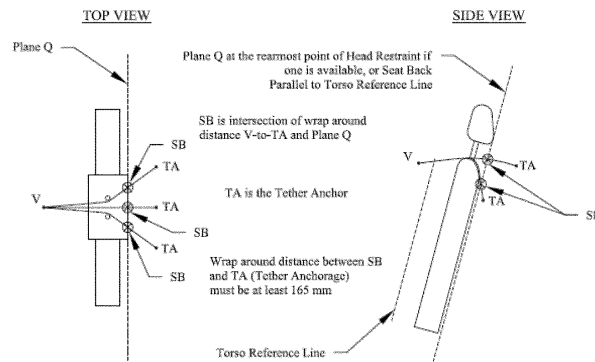 TOP VIEW
SIDE VIEW
Plane Q
Plane Q at the rearmost point of Head Restraint if
one is available, or Seat Back
Parallel to Torso Reference Line
SB is intersection of wrap around
distance V-to-TA and Plane Q
SB
TA
V
TA
SB
TA
SB
TA is the Tether Anchor
V
TA
TA
Wrap around distance between SB
and TA (Tether Anchorage)
must be at least 165 mm
Torso Reference Line